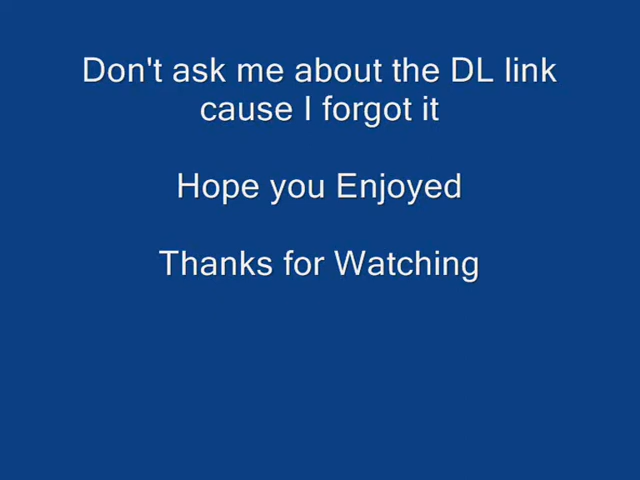 Don't ask me about the DL link
cause I forgot it
Hope you Enjoyed
Thanks for Watching